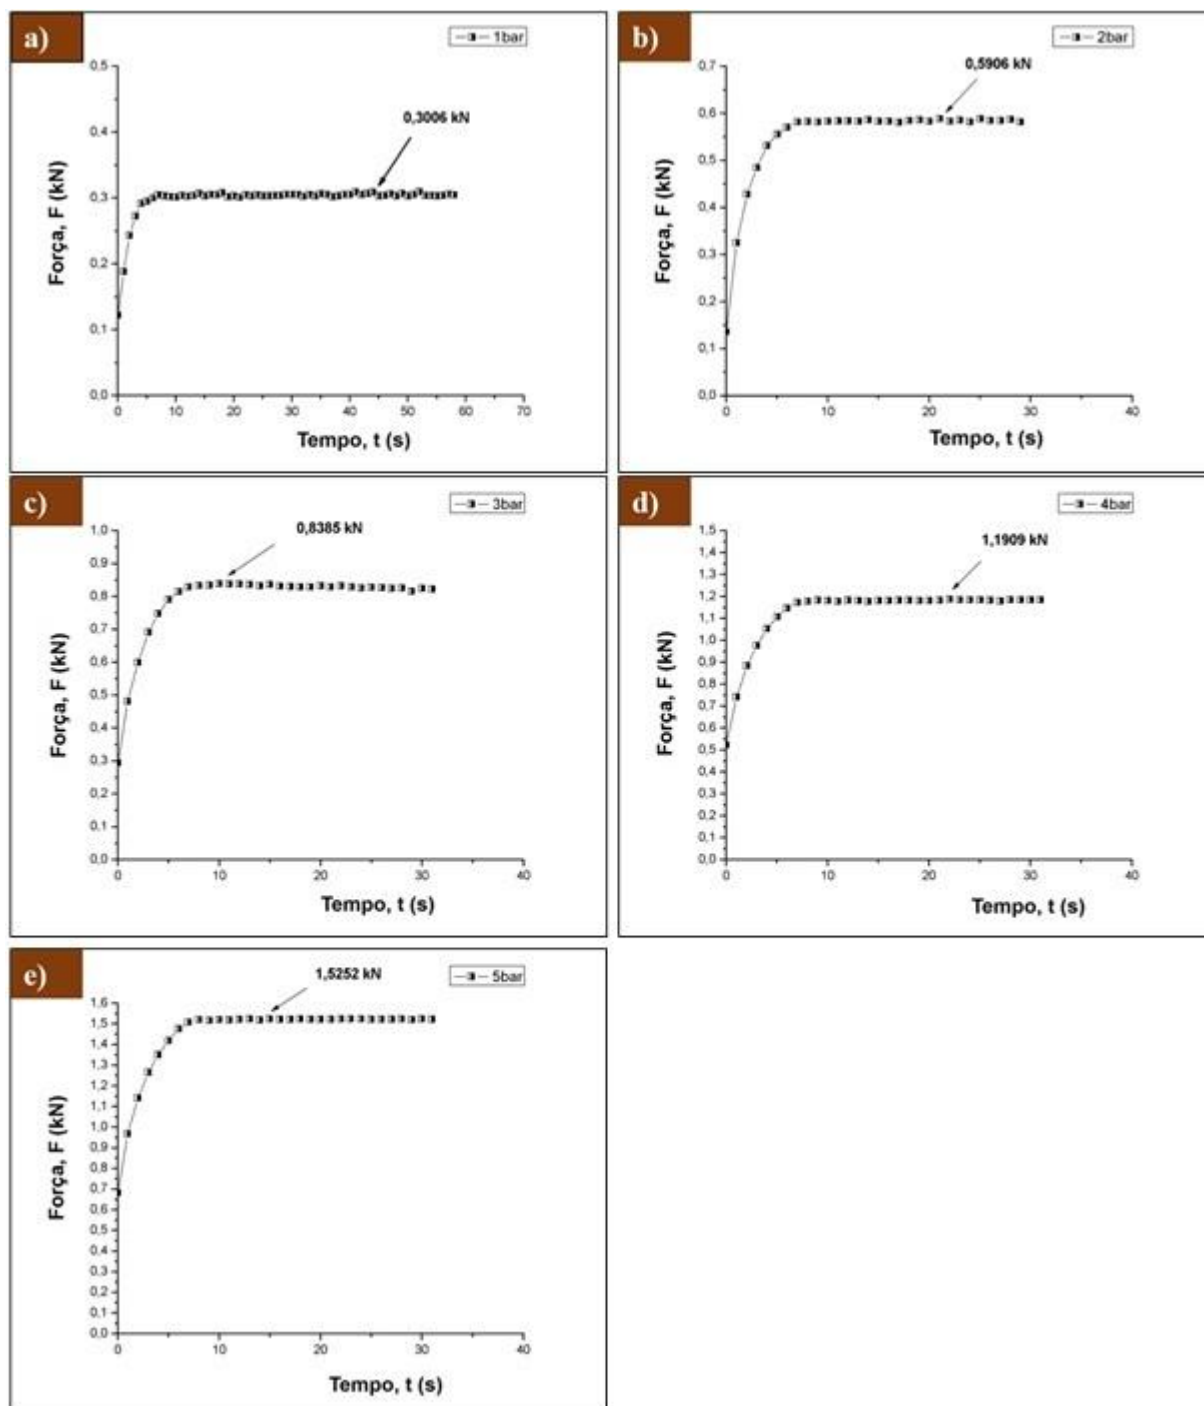 a)
1bar
0,3006 kN
0,5
0,4
0,3
0,2
0,1
0,0
Força, F (kN)
0 10 20 30 40 50 60 70
Tempo, t (s)
b)
2bar
0,5906 kN
0,7
0,6
0,5
0,4
0,3
0,2
0,1
0,0
Força, F (kN)
0 10 20 30 40
Tempo, t (s)
c)
3bar
0,8385 kN
1,0
0,9
0,8
0,7
0,6
0,5
0,4
0,3
0,2
0,1
0,0
Força, F (kN)
0 10 20 30 40
Tempo, t (s)
d)
4bar
1,1909 kN
1,5
1,4
1,3
1,2
1,1
1,0
0,9
0,8
0,7
0,6
0,5
0,4
0,3
0,2
0,1
0,0
Força, F (kN)
0 10 20 30 40
Tempo, t (s)
e)
5bar
1,5252 kN
1,6
1,5
1,4
1,3
1,2
1,1
1,0
0,9
0,8
0,7
0,6
0,5
0,4
0,3
0,2
0,1
0,0
Força, F (kN)
0 10 20 30 40
Tempo, t (s)